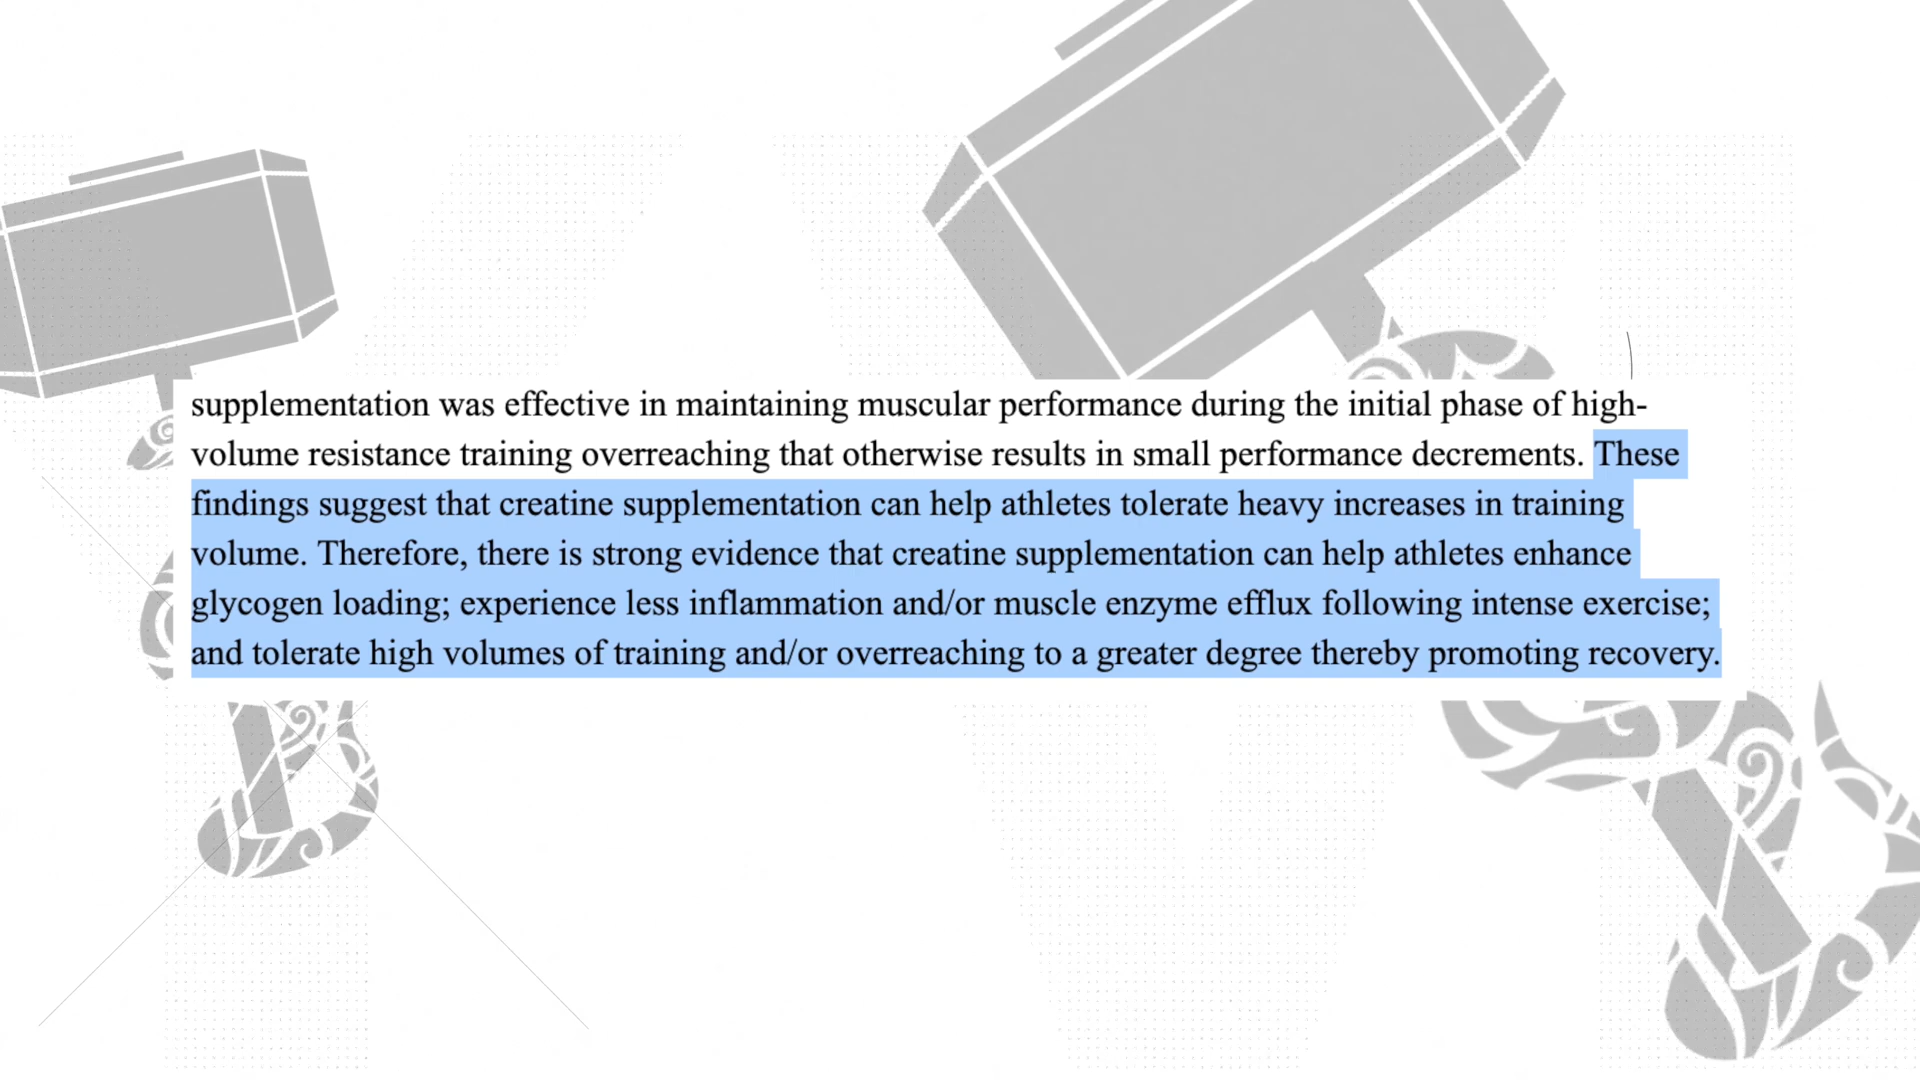 supplementation was effective in maintaining muscular performance during the initial phase of high-
volume resistance training overreaching that otherwise results in small performance decrements. These
findings suggest that creatine supplementation can help athletes tolerate heavy increases in training
volume. Therefore, there is strong evidence that creatine supplementation can help athletes enhance
glycogen loading; experience less inflammation and/or muscle enzyme efflux following intense exercise;
and tolerate high volumes of training and/or overreaching to a greater degree thereby promoting recovery.